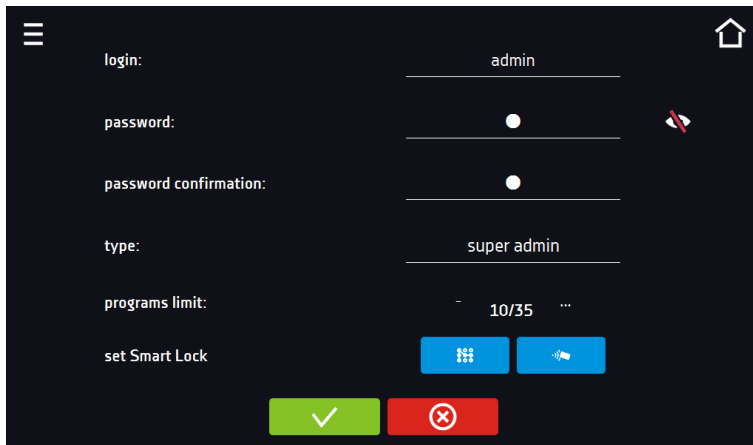 login: admin
password: ●
password confirmation: ●
type: super admin
programs limit: - 10/35 ...
set Smart Lock